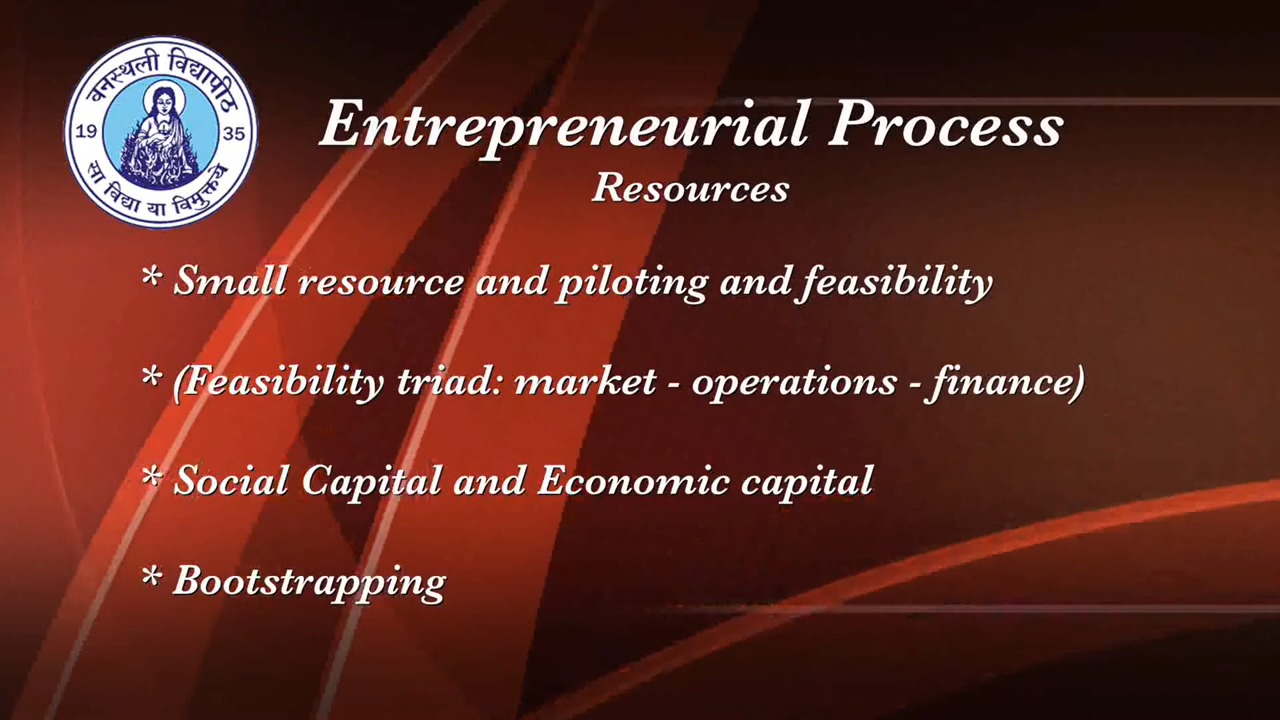 वनस्थली विद्यापीठ
19 35
सा विद्या या विमुक्तये
Entrepreneurial Process
Resources
* Small resource and piloting and feasibility
* (Feasibility triad: market - operations - finance)
* Social Capital and Economic capital
* Bootstrapping